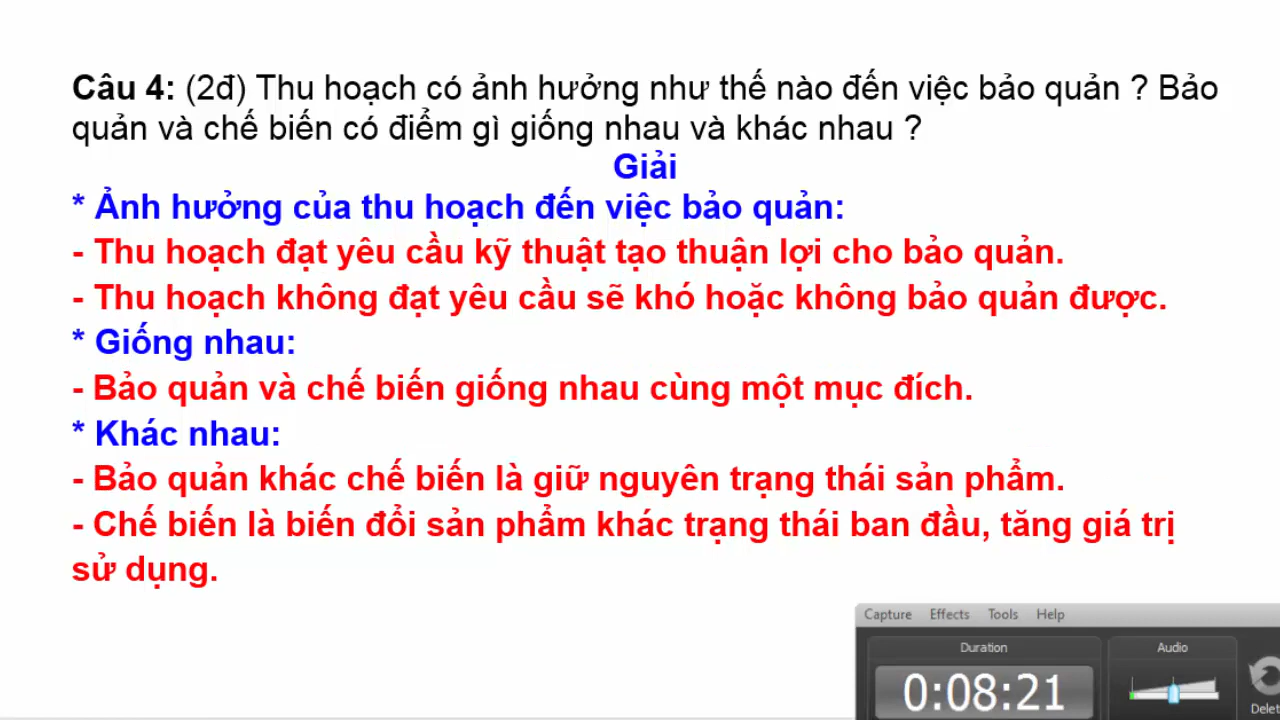 Câu 4: (2đ) Thu hoạch có ảnh hưởng như thế nào đến việc bảo quản ? Bảo
quản và chế biến có điểm gì giống nhau và khác nhau ?
Giải
* Ảnh hưởng của thu hoạch đến việc bảo quản:
- Thu hoạch đạt yêu cầu kỹ thuật tạo thuận lợi cho bảo quản.
- Thu hoạch không đạt yêu cầu sẽ khó hoặc không bảo quản được.
* Giống nhau:
- Bảo quản và chế biến giống nhau cùng một mục đích.
* Khác nhau:
- Bảo quản khác chế biến là giữ nguyên trạng thái sản phẩm.
- Chế biến là biến đổi sản phẩm khác trạng thái ban đầu, tăng giá trị
sử dụng.
Capture Effects Tools Help
Duration Audio
0:08:21